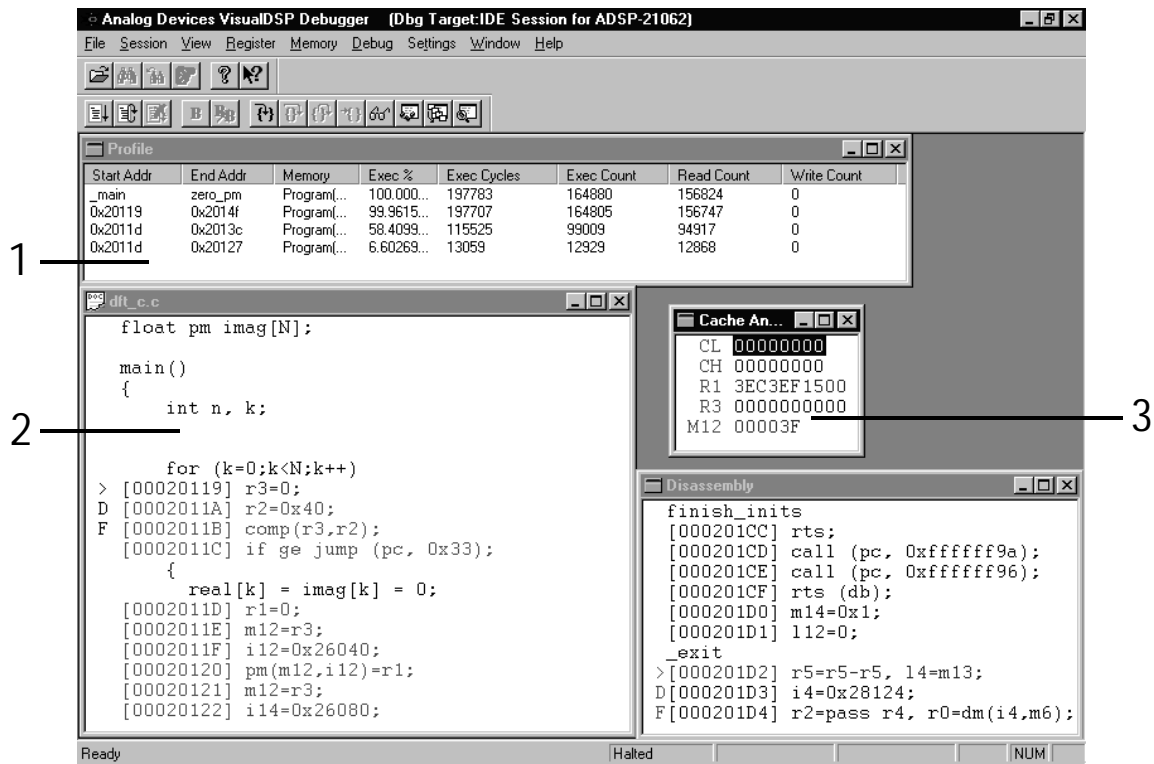 Analog Devices VisualDSP Debugger (Dbg Target:IDE Session for ADSP-21062)
File Session View Register Memory Debug Settings Window Help
B
Profile
Start Addr End Addr Memory Exec % Exec Cycles Exec Count Read Count Write Count
_main zero_pm Program(... 100.000... 197783 164880 156824 0
0x20119 0x2014f Program(... 99.9615... 197707 164805 156747 0
0x2011d 0x2013c Program(... 58.4099... 115525 99009 94917 0
0x2011d 0x20127 Program(... 6.60269... 13059 12929 12868 0
1
DOC dft_c.c
float pm imag[N];
main()
{
int n, k;
2
for (k=0;k<N;k++)
> [00020119] r3=0;
D [0002011A] r2=0x40;
F [0002011B] comp(r3,r2);
[0002011C] if ge jump (pc, 0x33);
{
real[k] = imag[k] = 0;
[0002011D] r1=0;
[0002011E] m12=r3;
[0002011F] i12=0x26040;
[00020120] pm(m12,i12)=r1;
[00020121] m12=r3;
[00020122] i14=0x26080;
Cache An...
CL 00000000
CH 00000000
R1 3EC3EF1500
R3 0000000000
M12 00003F
3
Disassembly
finish_inits
[000201CC] rts;
[000201CD] call (pc, 0xffffff9a);
[000201CE] call (pc, 0xffffff96);
[000201CF] rts (db);
[000201D0] m14=0x1;
[000201D1] l12=0;
_exit
>[000201D2] r5=r5-r5, l4=m13;
D[000201D3] i4=0x28124;
F[000201D4] r2=pass r4, r0=dm(i4,m6);
Ready Halted NUM